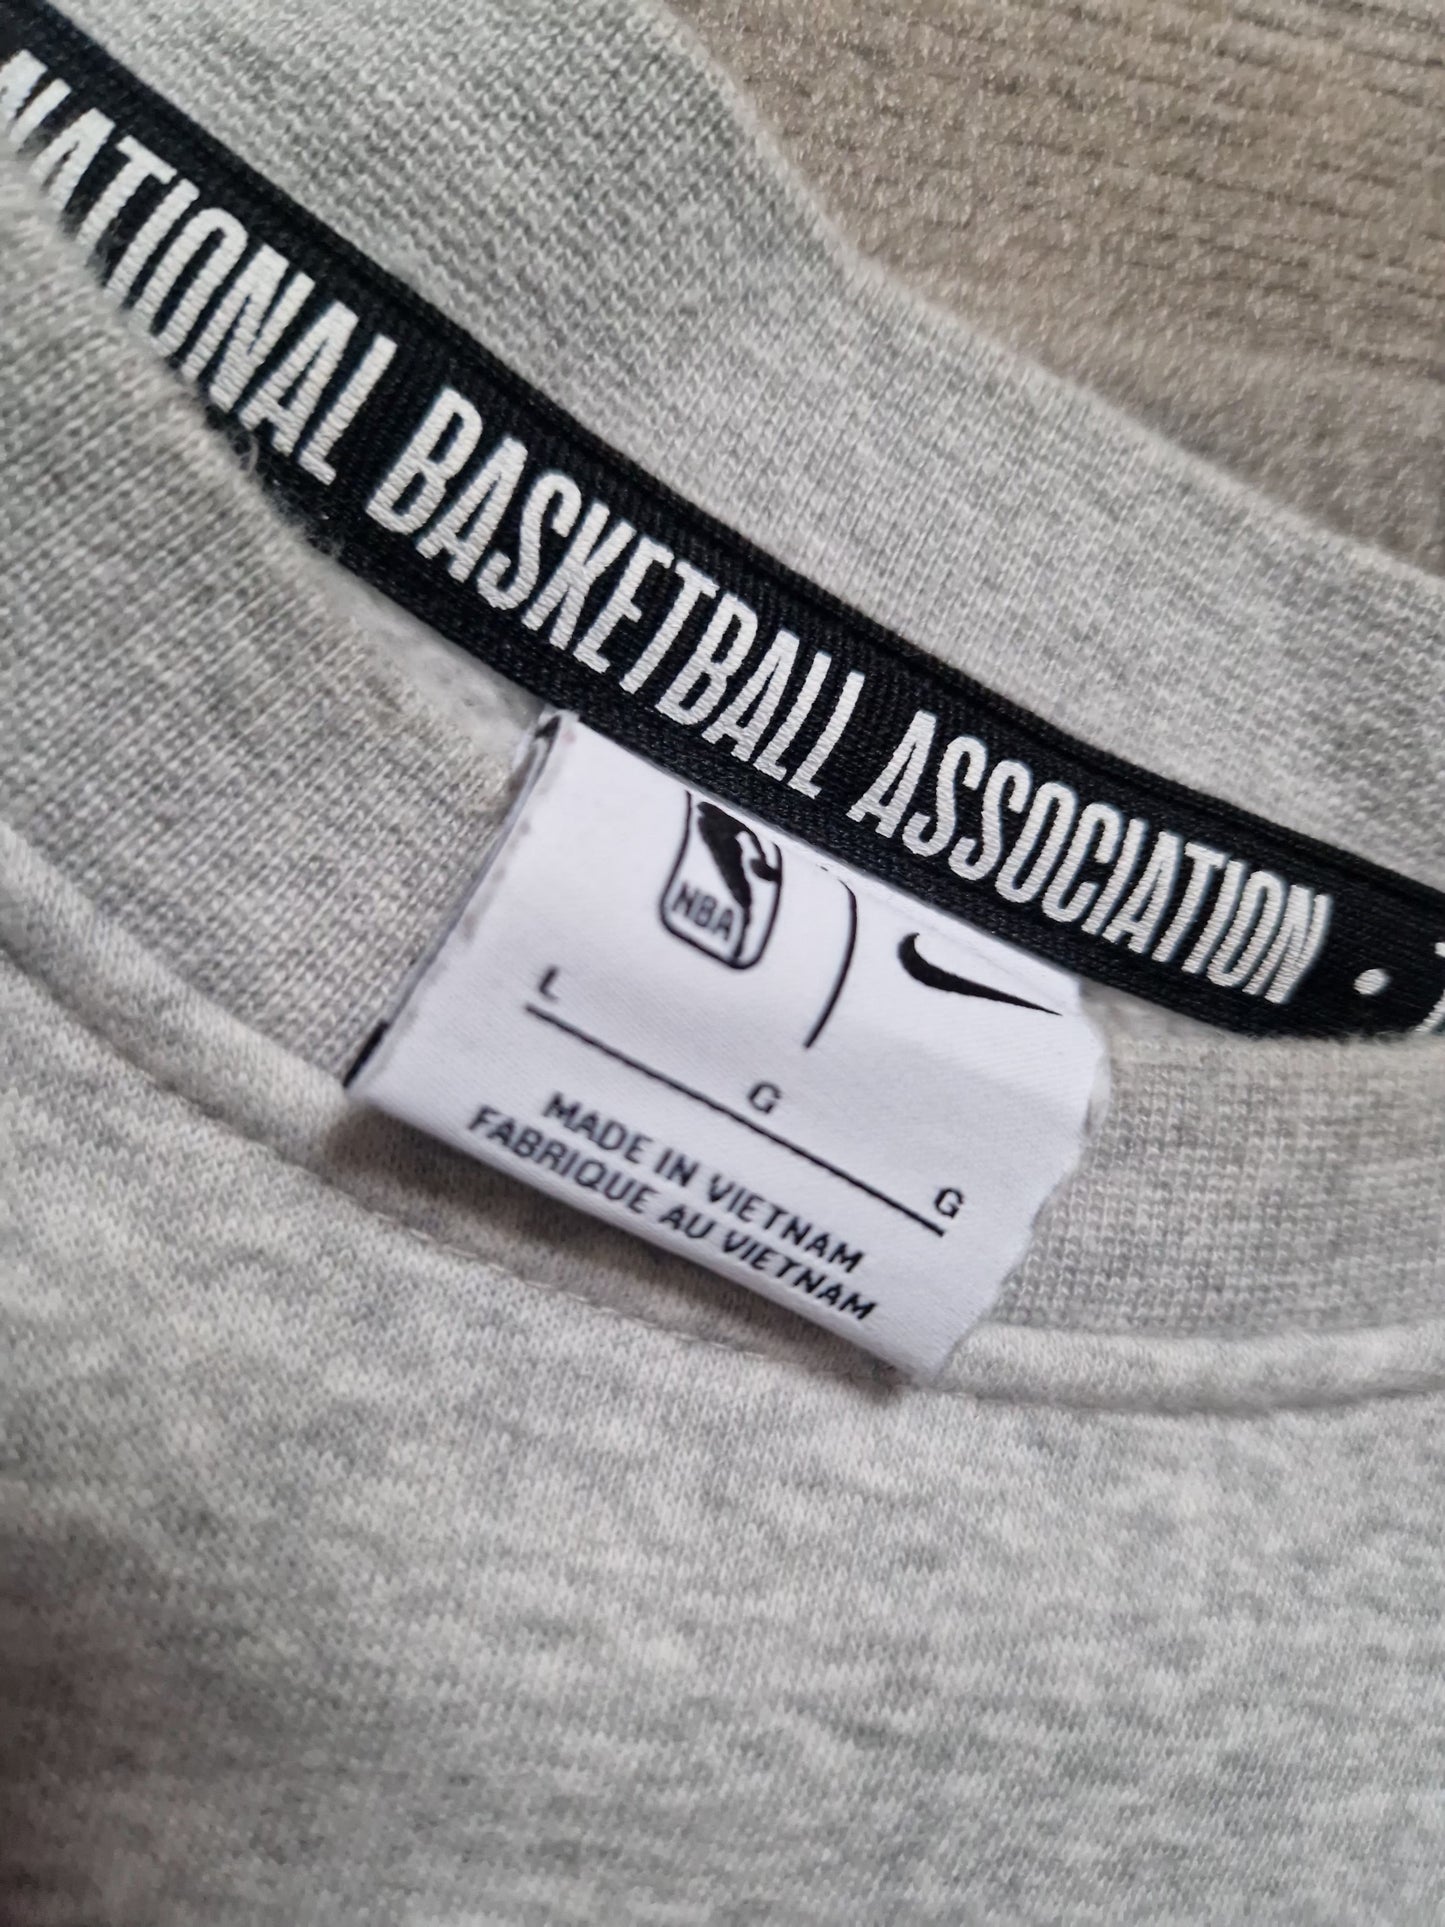 NATIONAL BASKETBALL ASSOCIATION •
NBA
L G G
MADE IN VIETNAM
FABRIQUE AU VIETNAM